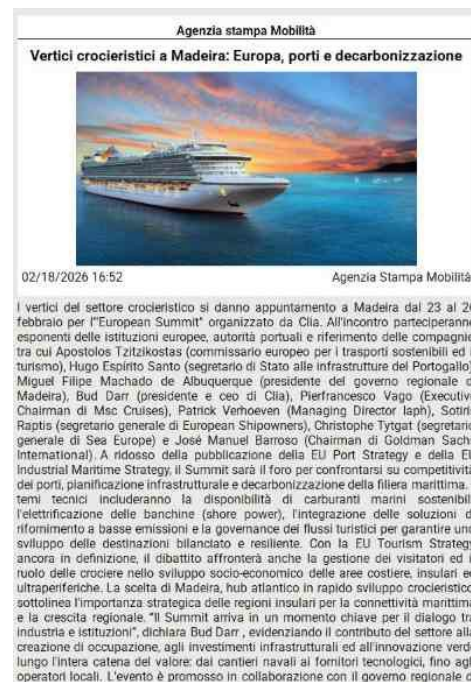 Agenzia stampa Mobilità
Vertici crocieristici a Madeira: Europa, porti e decarbonizzazione
02/18/2026 16:52 Agenzia Stampa Mobilità
I vertici del settore crocieristico si danno appuntamento a Madeira dal 23 al 26
febbraio per l'"European Summit" organizzato da Clia. All'incontro parteciperanno
esponenti delle istituzioni europee, autorità portuali e riferimento delle compagnie,
tra cui Apostolos Tzitzikostas (commissario europeo per i trasporti sostenibili ed il
turismo), Hugo Espírito Santo (segretario di Stato alle infrastrutture del Portogallo),
Miguel Filipe Machado de Albuquerque (presidente del governo regionale di
Madeira), Bud Darr (presidente e ceo di Clia), Pierfrancesco Vago (Executive
Chairman di Msc Cruises), Patrick Verhoeven (Managing Director Iaph), Sotiris
Raptis (segretario generale di European Shipowners), Christophe Tytgat (segretario
generale di Sea Europe) e José Manuel Barroso (Chairman di Goldman Sachs
International). A ridosso della pubblicazione della EU Port Strategy e della EU
Industrial Maritime Strategy, il Summit sarà il foro per confrontarsi su competitività
dei porti, pianificazione infrastrutturale e decarbonizzazione della filiera marittima. I
temi tecnici includeranno la disponibilità di carburanti marini sostenibili,
l'elettrificazione delle banchine (shore power), l'integrazione delle soluzioni di
rifornimento a basse emissioni e la governance dei flussi turistici per garantire uno
sviluppo delle destinazioni bilanciato e resiliente. Con la EU Tourism Strategy
ancora in definizione, il dibattito affronterà anche la gestione dei visitatori ed il
ruolo delle crociere nello sviluppo socio-economico delle aree costiere, insulari ed
ultraperiferiche. La scelta di Madeira, hub atlantico in rapido sviluppo crocieristico,
sottolinea l'importanza strategica delle regioni insulari per la connettività marittima
e la crescita regionale. "Il Summit arriva in un momento chiave per il dialogo tra
industria e istituzioni", dichiara Bud Darr , evidenziando il contributo del settore alla
creazione di occupazione, agli investimenti infrastrutturali ed all'innovazione verde
lungo l'intera catena del valore: dai cantieri navali ai fornitori tecnologici, fino agli
operatori locali. L'evento è promosso in collaborazione con il governo regionale di